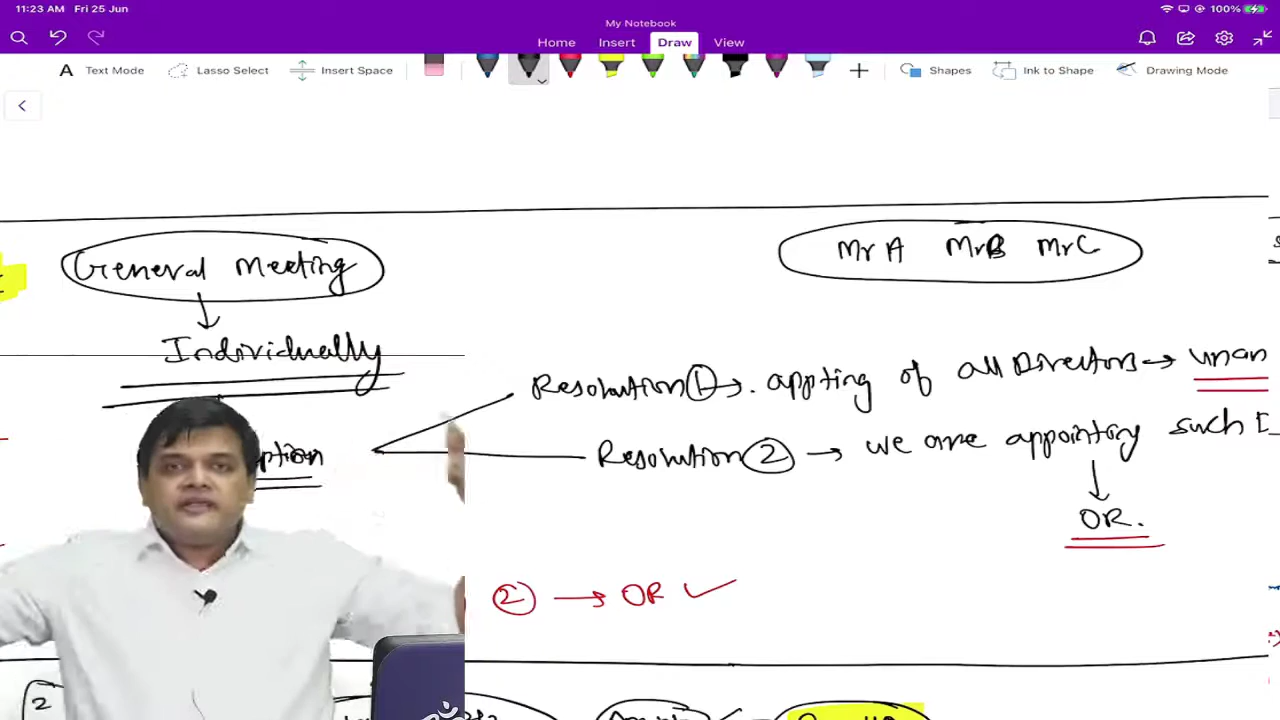 11:23 AM Fri 25 Jun
100%
My Notebook
Home Insert Draw View
Text Mode Lasso Select Insert Space Shapes Ink to Shape Drawing Mode
General Meeting
Mr A Mr B Mr C
Individually
Resolution 1 → appting of all Directors → unan
ption
Resolution 2 → we are appointing such
OR.
2 → OR ✓
2